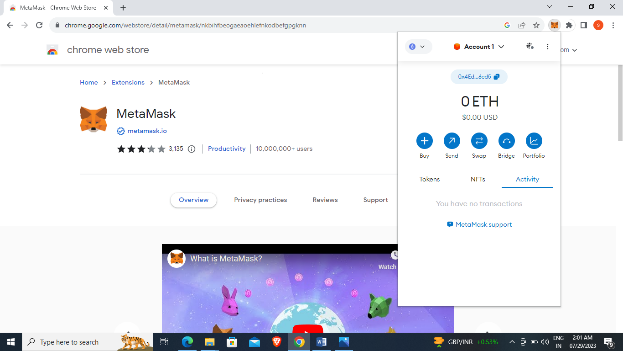 MetaMask - Chrome Web Store
chrome.google.com/webstore/detail/metamask/nkbihfbeogaeaoehlefnkodbefgpgknn
chrome web store
Home > Extensions > MetaMask
MetaMask
metamask.io
3,135
Productivity
10,000,000+ users
Overview
Privacy practices
Reviews
Support
What is MetaMask?
Watch
Account 1
0 ETH
$0.00 USD
Buy
Send
Swap
Bridge
Portfolio
Tokens
NFTs
Activity
You have no transactions
MetaMask support
Type here to search
GBP/INR +0.53%
ENG
IN
2:01 AM
07/29/2023